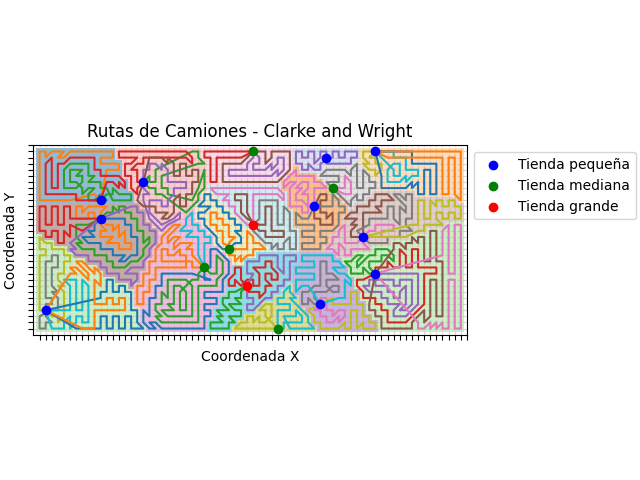 Rutas de Camiones - Clarke and Wright
Tienda pequeña
Tienda mediana
Tienda grande
Coordenada Y
Coordenada X